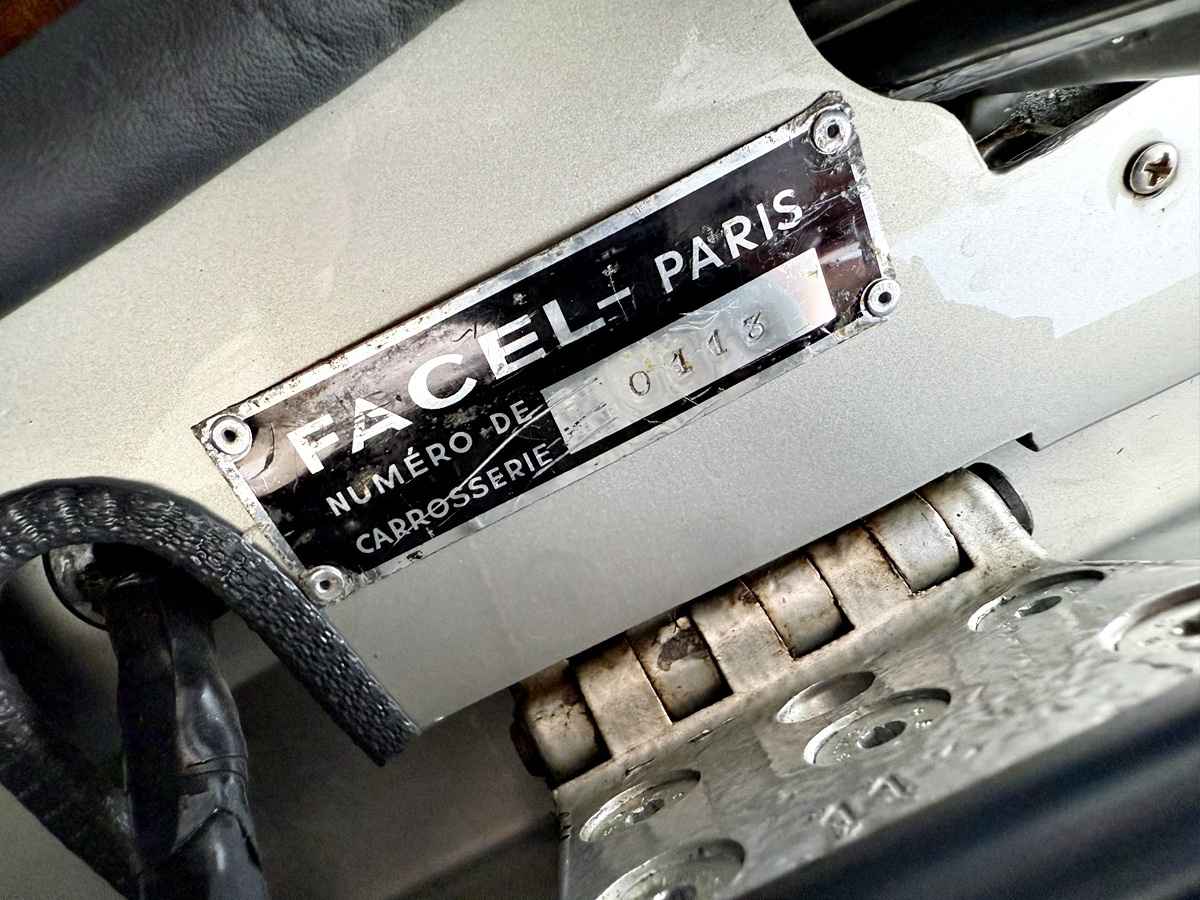 FACEL-PARIS
NUMÉRO DE
CARROSSERIE
0113